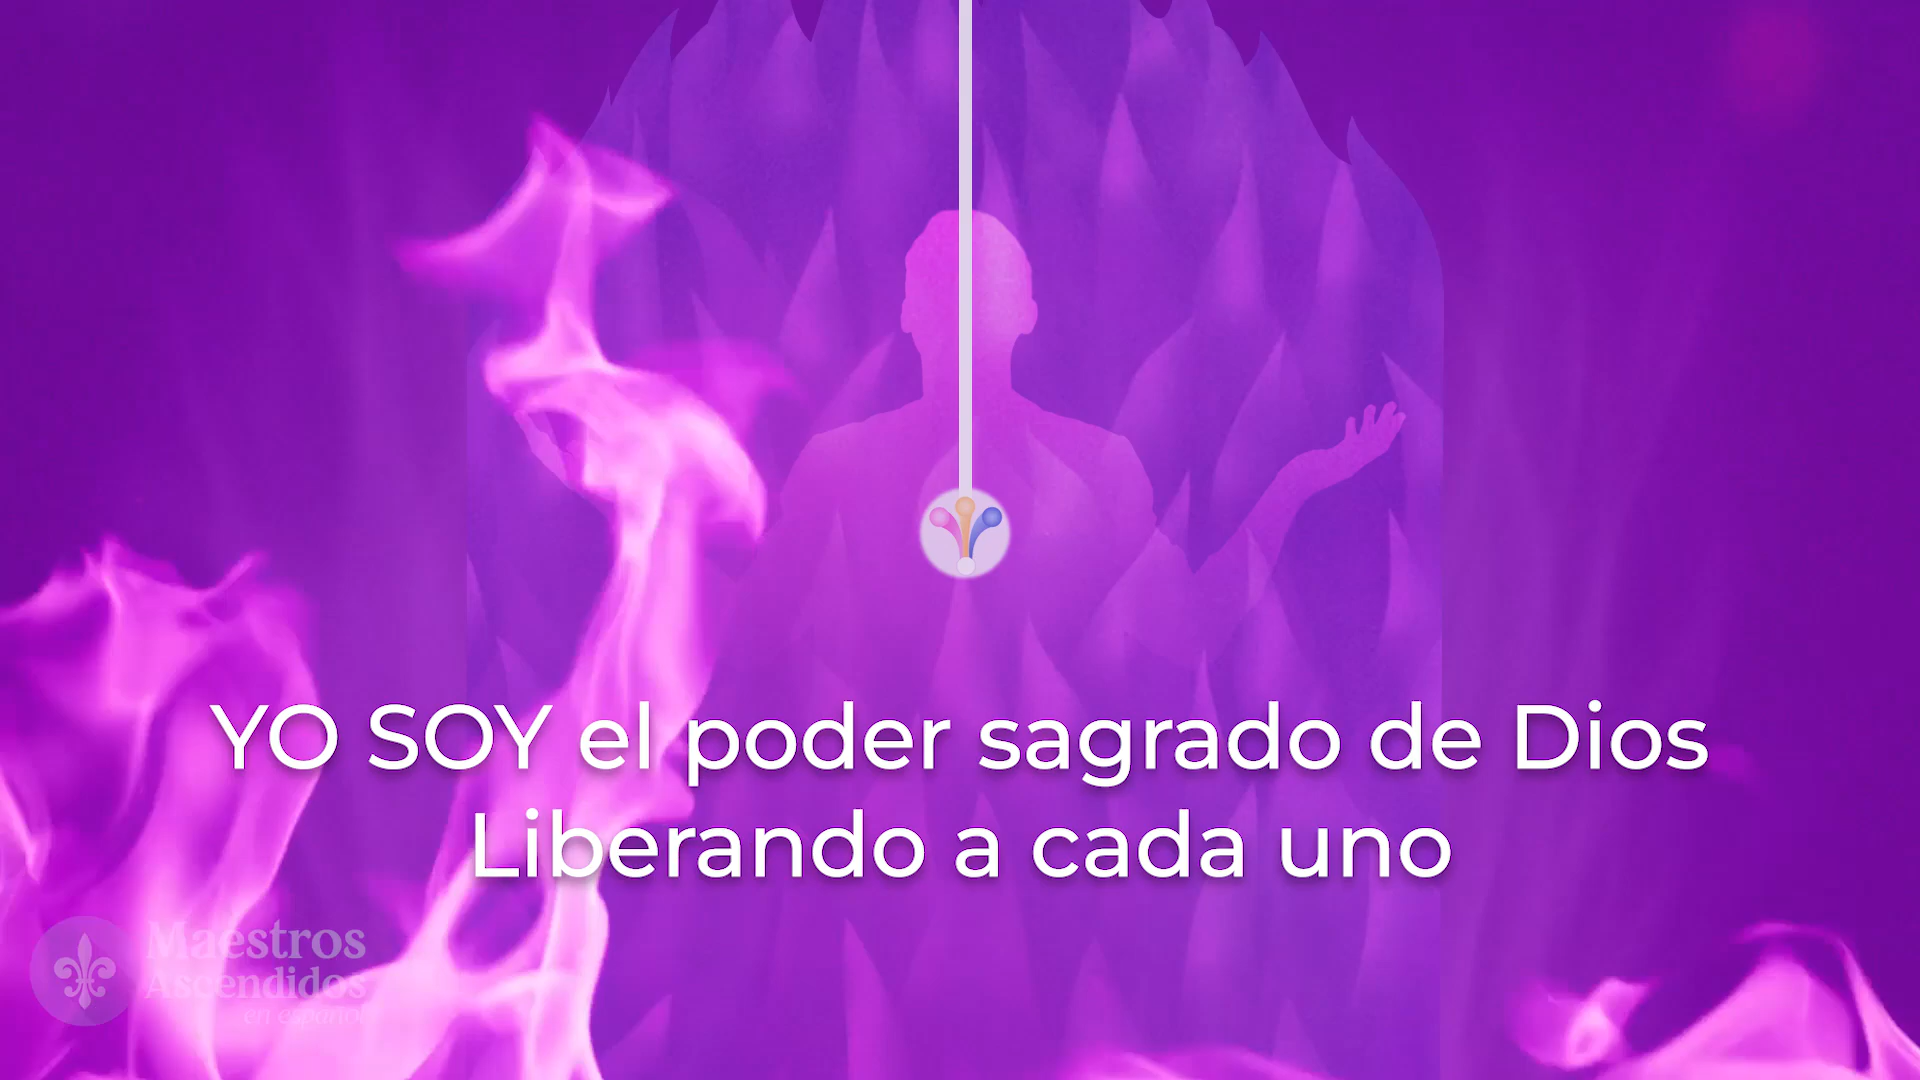 YO SOY el poder sagrado de Dios
Liberando a cada uno
Maestros
Ascendidos
en español